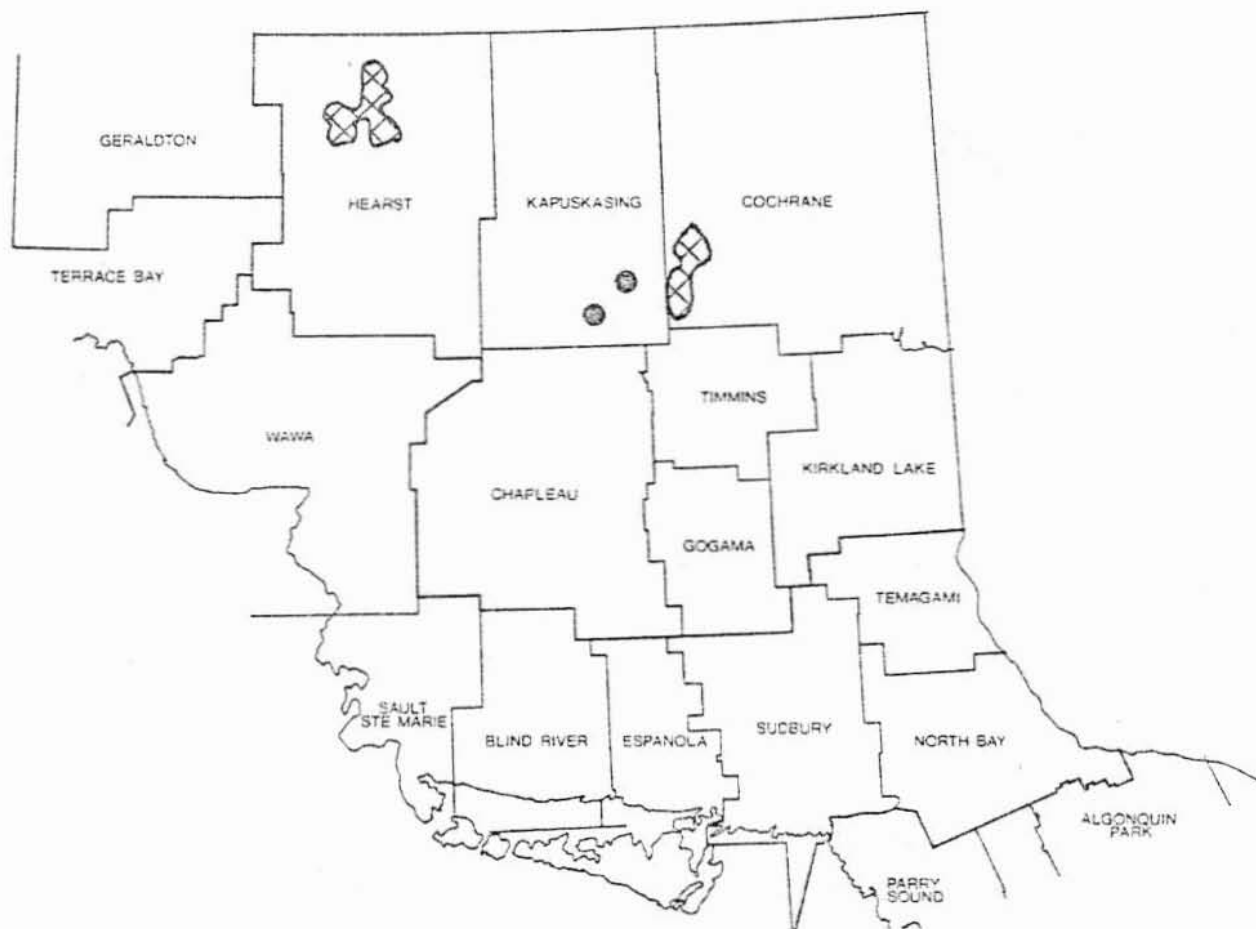 GERALDTON
HEARST
KAPUSKASING
COCHRANE
TERRACE BAY
TIMMINS
WAWA
KIRKLAND LAKE
CHAPLEAU
GOGAMA
TEMAGAMI
SAULT
STE MARIE
BLIND RIVER
ESPANOLA
SUDBURY
NORTH BAY
ALGONQUIN
PARK
PARRY
SOUND